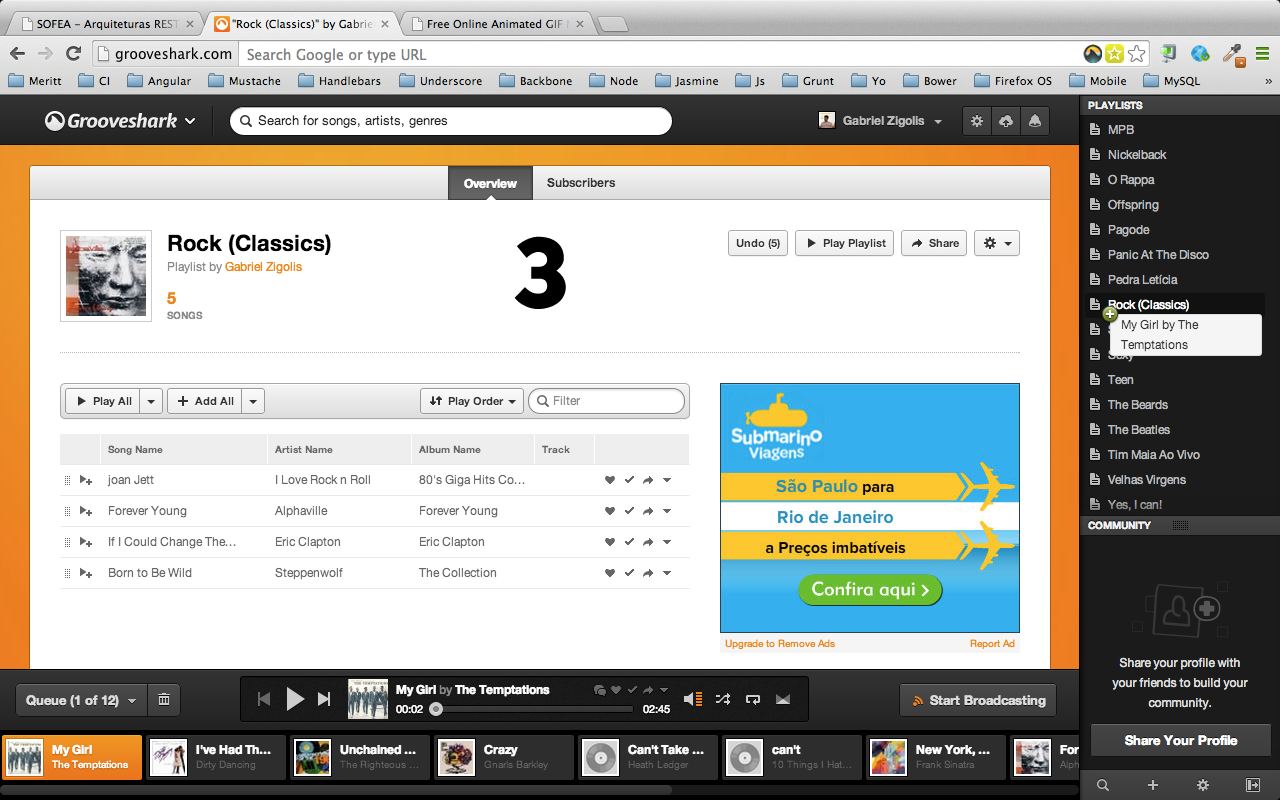 SOFEA – Arquiteturas REST
"Rock (Classics)" by Gabrie
Free Online Animated GIF
grooveshark.com
Search Google or type URL
Meritt
CI
Angular
Mustache
Handlebars
Underscore
Backbone
Node
Jasmine
Js
Grunt
Yo
Bower
Firefox OS
Mobile
MySQL
»
Grooveshark
Search for songs, artists, genres
Gabriel Zigolis
Overview
Subscribers
Rock (Classics)
Playlist by Gabriel Zigolis
5
SONGS
3
Undo (5)
Play Playlist
Share
Play All
Add All
Play Order
Filter
Song Name Artist Name Album Name Track
joan Jett I Love Rock n Roll 80's Giga Hits Co...
Forever Young Alphaville Forever Young
If I Could Change The... Eric Clapton Eric Clapton
Born to Be Wild Steppenwolf The Collection
Submarino
Viagens
São Paulo para
Rio de Janeiro
a Preços imbatíveis
Confira aqui >
Upgrade to Remove Ads
Report Ad
PLAYLISTS
MPB
Nickelback
O Rappa
Offspring
Pagode
Panic At The Disco
Pedra Letícia
Rock (Classics)
My Girl by The
Temptations
Sexy
Teen
The Beards
The Beatles
Tim Maia Ao Vivo
Velhas Virgens
Yes, I can!
COMMUNITY
Share your profile with
your friends to build your
community.
Share Your Profile
Queue (1 of 12)
My Girl by The Temptations
00:02
02:45
Start Broadcasting
My Girl
The Temptations
I've Had Th...
Dirty Dancing
Unchained ...
The Righteous ...
Crazy
Gnarls Barkley
Can't Take ...
Heath Ledger
can't
10 Things I Hat...
New York, ...
Frank Sinatra
For
Alph